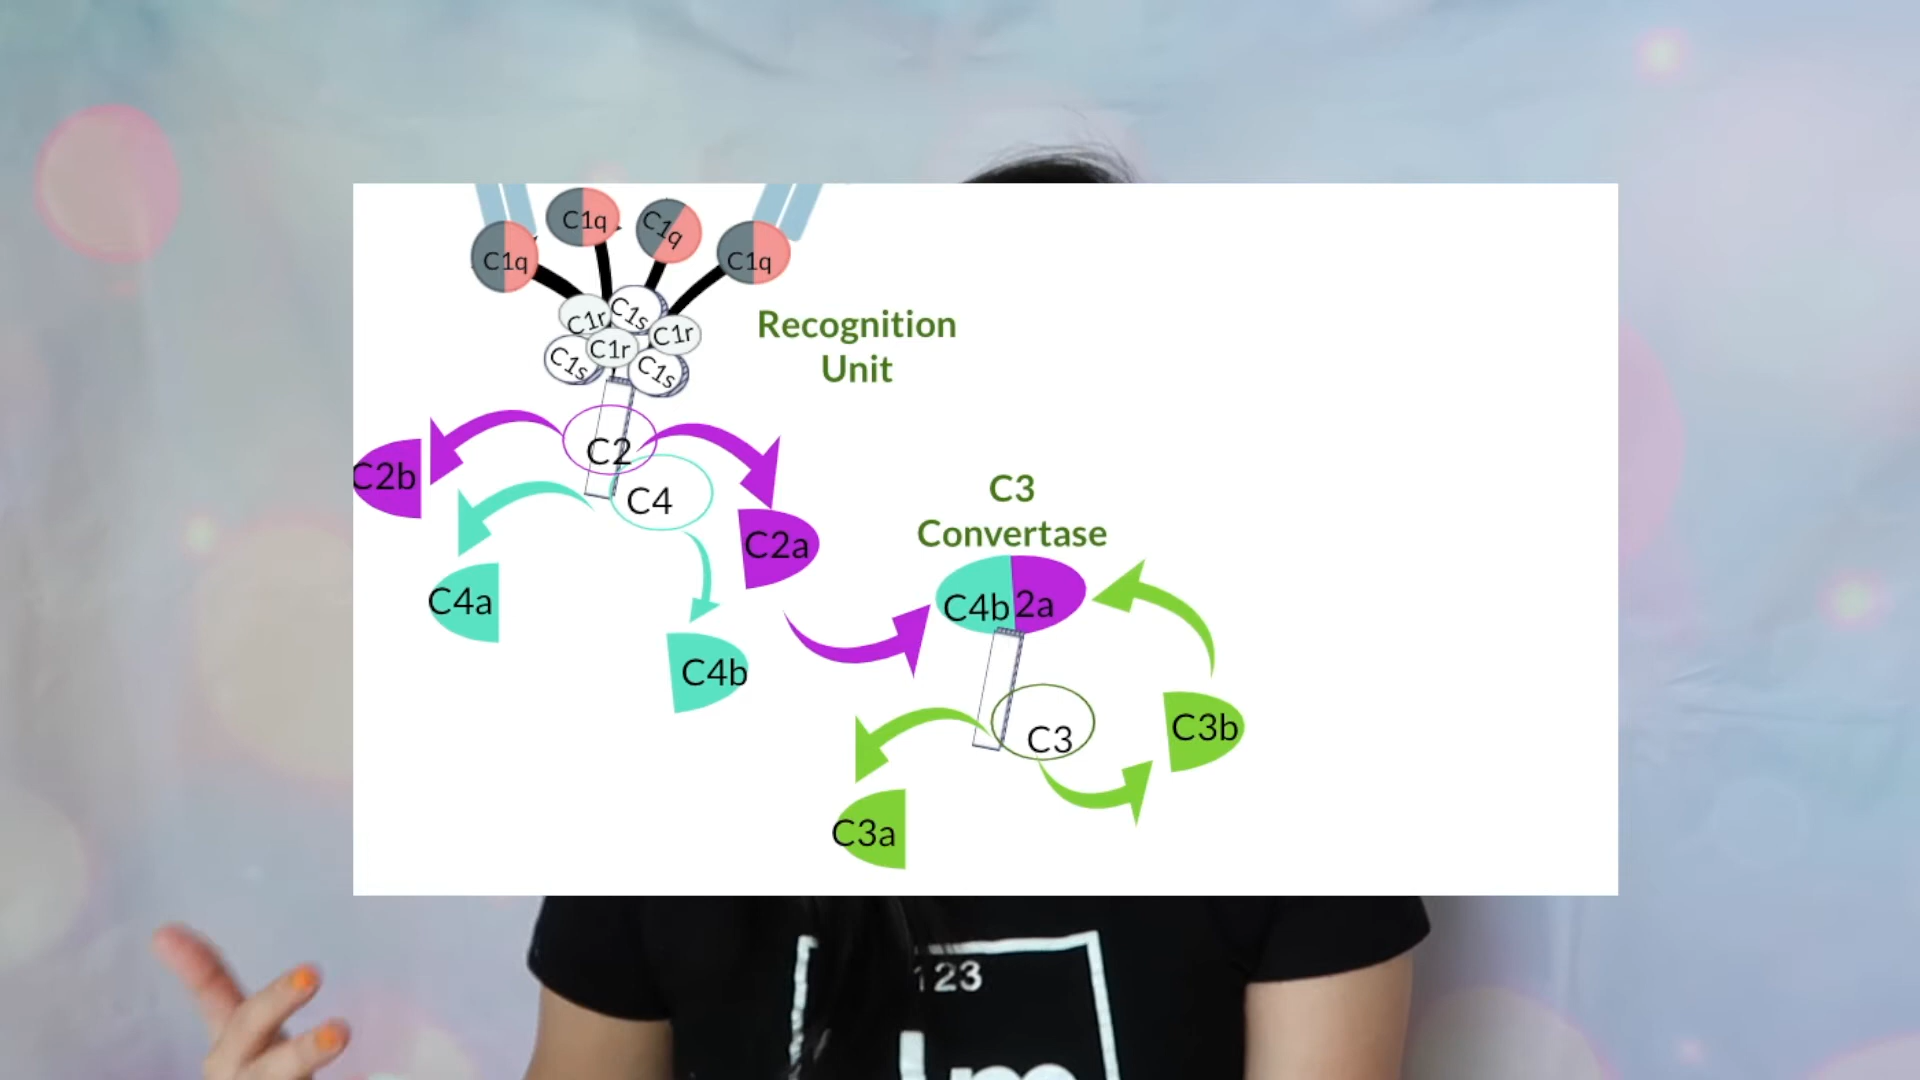 C1q
C1q
C1q
C1q
C1r
C1s
C1r
C1r
C1s
C1s
Recognition
Unit
C2
C2b
C4
C2a
C4a
C4b
C3
Convertase
C4b 2a
C3
C3b
C3a
123